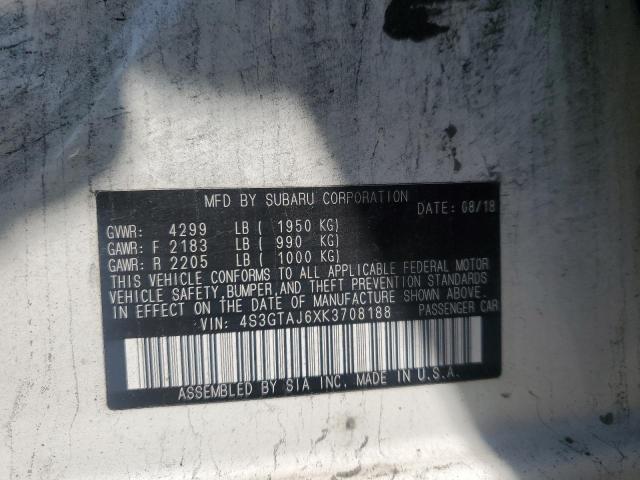 MFD BY SUBARU CORPORATION
DATE: 08/18
GVWR: 4299 LB ( 1950 KG)
GAWR: F 2183 LB ( 990 KG)
GAWR: R 2205 LB ( 1000 KG)
THIS VEHICLE CONFORMS TO ALL APPLICABLE FEDERAL MOTOR
VEHICLE SAFETY,BUMPER,AND THEFT PREVENTION STANDARDS
IN EFFECT ON THE DATE OF MANUFACTURE SHOWN ABOVE.
VIN: 4S3GTAJ6XK3708188 PASSENGER CAR
ASSEMBLED BY SIA INC. MADE IN U.S.A.